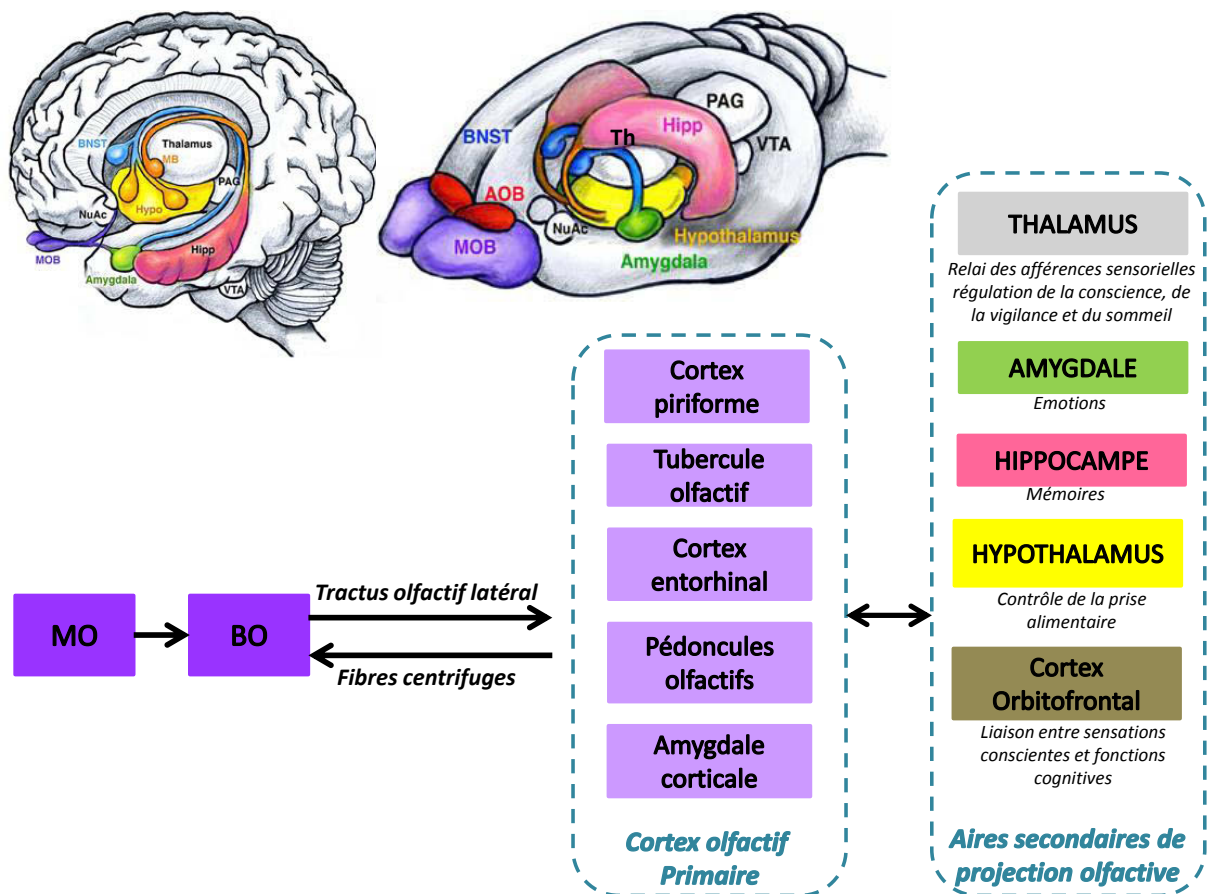 BNST
Thalamus
MB
PAG
Hypo
NuAc
MOB
Hipp
Amygdala
VTA
BNST
Th
Hipp
PAG
VTA
AOB
NuAc
MOB
Hypothalamus
Amygdala
MO
BO
Tractus olfactif latéral
Fibres centrifuges
Cortex
piriforme
Tubercule
olfactif
Cortex
entorhinal
Pédoncules
olfactifs
Amygdale
corticale
Cortex olfactif
Primaire
THALAMUS
Relai des afférences sensorielles
régulation de la conscience, de
la vigilance et du sommeil
AMYGDALE
Emotions
HIPPOCAMPE
Mémoires
HYPOTHALAMUS
Contrôle de la prise
alimentaire
Cortex
Orbitofrontal
Liaison entre sensations
conscientes et fonctions
cognitives
Aires secondaires de
projection olfactive